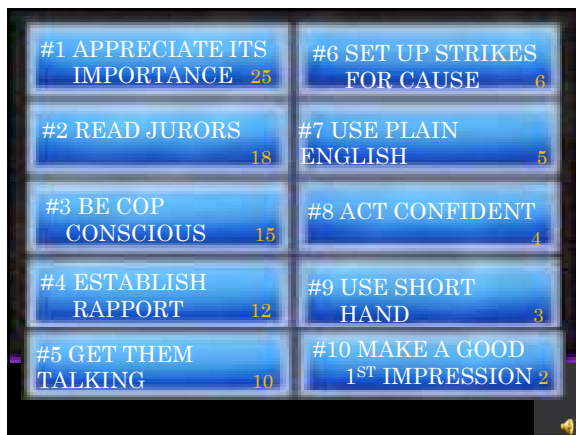 #1 APPRECIATE ITS
IMPORTANCE 25
#2 READ JURORS
18
#3 BE COP
CONSCIOUS 15
#4 ESTABLISH
RAPPORT 12
#5 GET THEM
TALKING 10
#6 SET UP STRIKES
FOR CAUSE 6
#7 USE PLAIN
ENGLISH 5
#8 ACT CONFIDENT
4
#9 USE SHORT
HAND 3
#10 MAKE A GOOD
1ST IMPRESSION 2